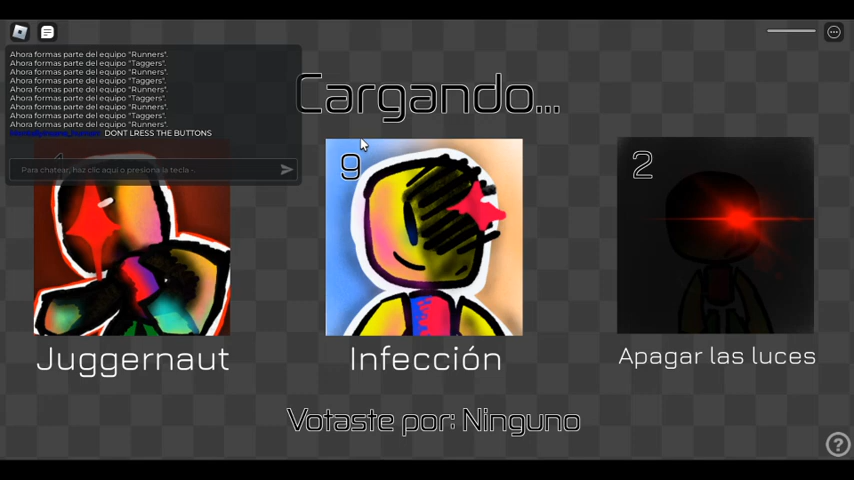 Ahora formas parte del equipo "Runners".
Ahora formas parte del equipo "Taggers".
Ahora formas parte del equipo "Runners".
Ahora formas parte del equipo "Taggers".
Ahora formas parte del equipo "Runners".
Ahora formas parte del equipo "Taggers".
Ahora formas parte del equipo "Runners".
Ahora formas parte del equipo "Taggers".
Ahora formas parte del equipo "Runners".
DONT LRESS THE BUTTONS
Para chatear, haz clic aquí o presiona la tecla -.
Cargando...
9
2
Juggernaut
Infección
Apagar las luces
Votaste por: Ninguno
?